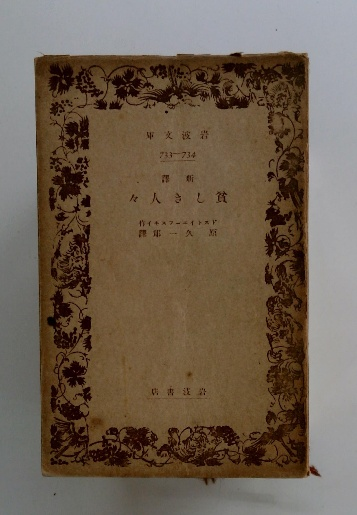 庫文波岩
733—734
譯新
々人きし貧
作イキスフエイトスド
譯郎一久原
店書波岩